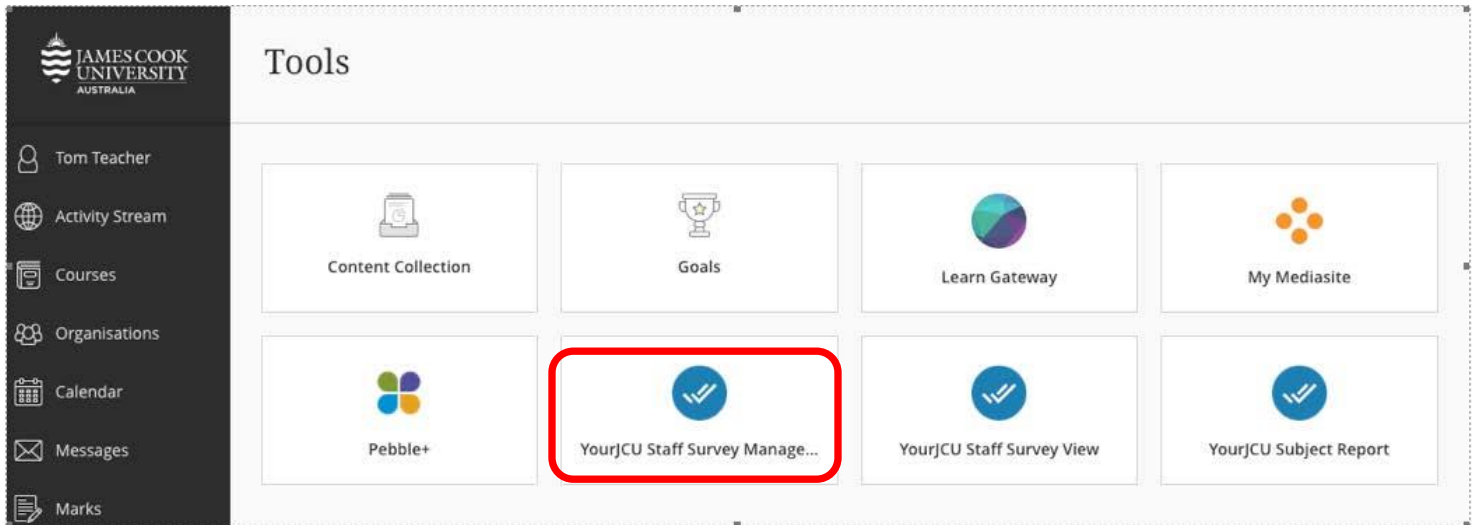 JAMES COOK
UNIVERSITY
AUSTRALIA
Tools
Tom Teacher
Activity Stream
Courses
Organisations
Calendar
Messages
Marks
Content Collection
Goals
Learn Gateway
My Mediasite
Pebble+
YourJCU Staff Survey Manage...
YourJCU Staff Survey View
YourJCU Subject Report